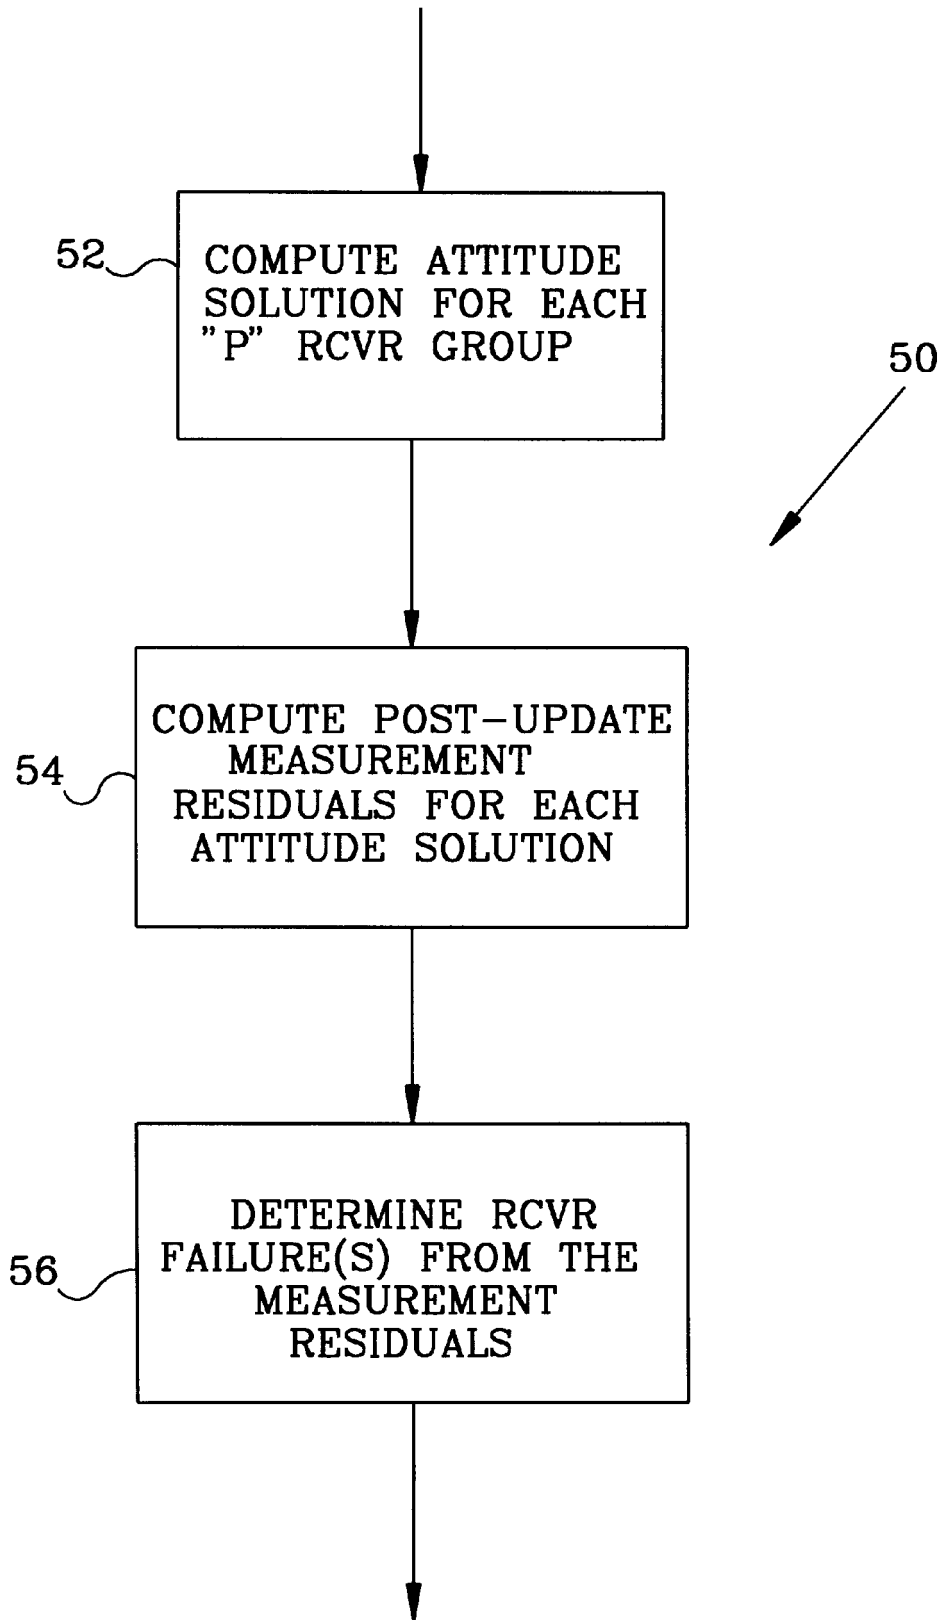 52
COMPUTE ATTITUDE
SOLUTION FOR EACH
"P" RCVR GROUP
50
54
COMPUTE POST-UPDATE
MEASUREMENT
RESIDUALS FOR EACH
ATTITUDE SOLUTION
56
DETERMINE RCVR
FAILURE(S) FROM THE
MEASUREMENT
RESIDUALS